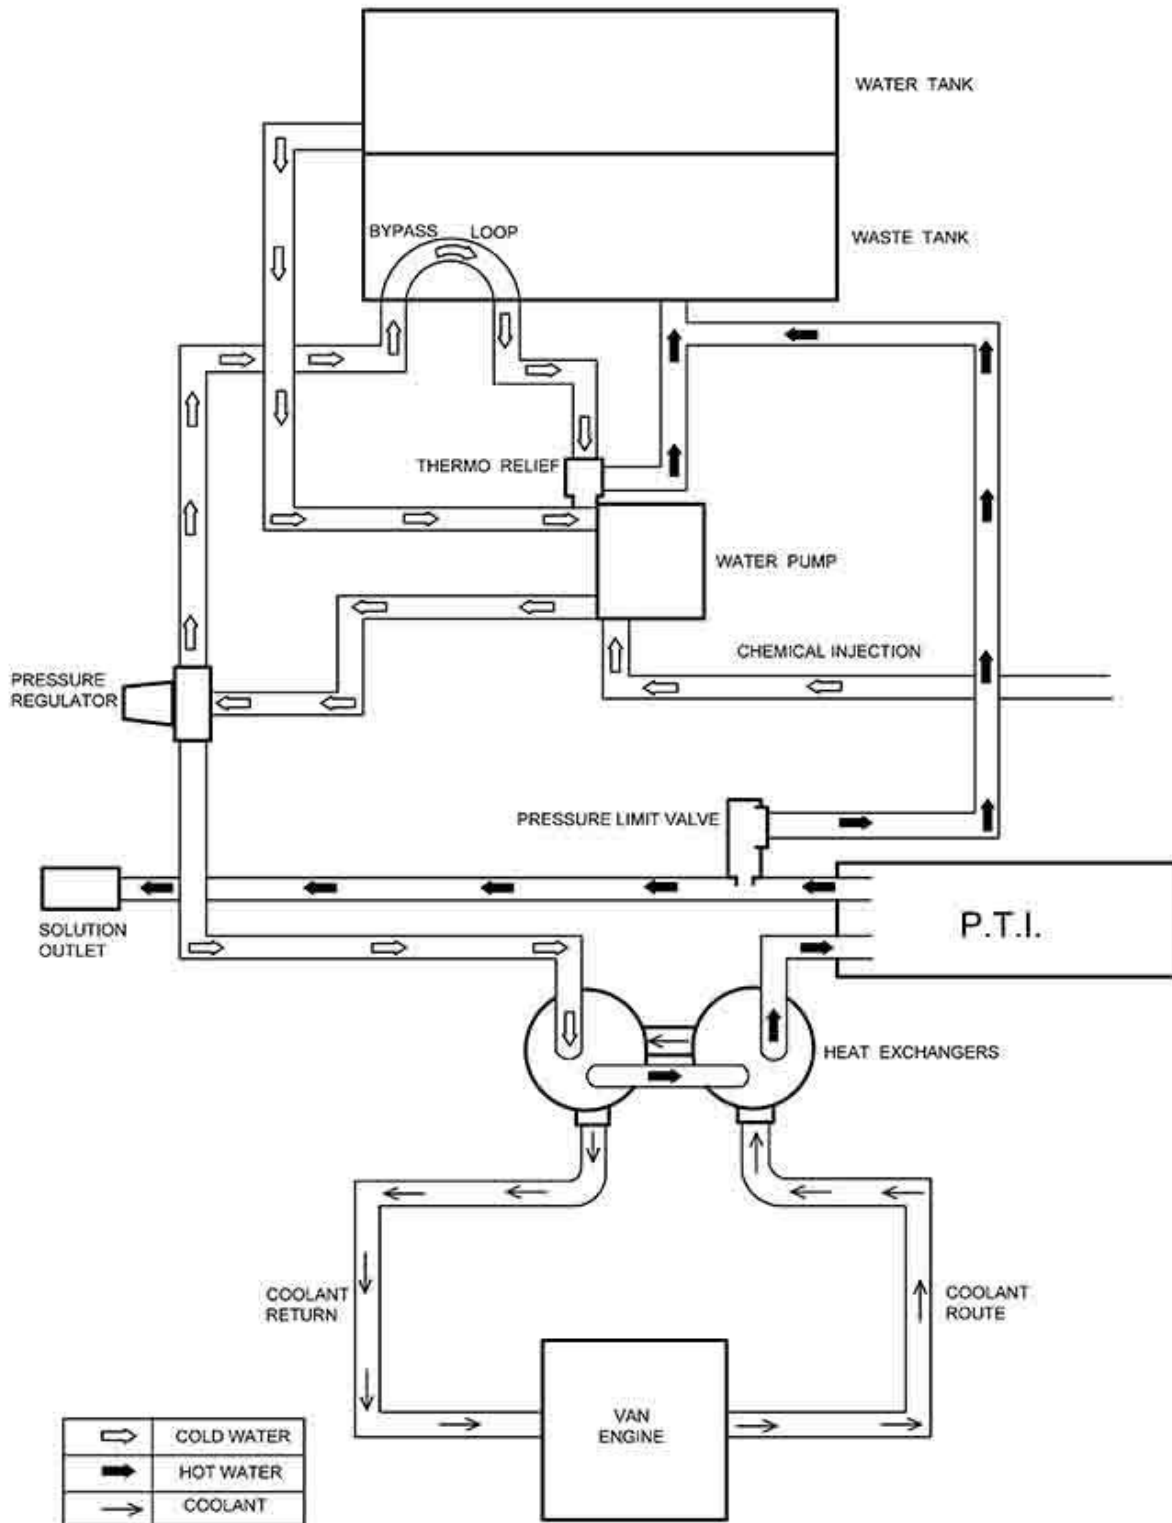 WATER TANK
WASTE TANK
BYPASS LOOP
THERMO RELIEF
WATER PUMP
CHEMICAL INJECTION
PRESSURE
REGULATOR
PRESSURE LIMIT VALVE
SOLUTION
OUTLET
P.T.I.
HEAT EXCHANGERS
COOLANT
RETURN
COOLANT
ROUTE
VAN
ENGINE
COLD WATER
HOT WATER
COOLANT